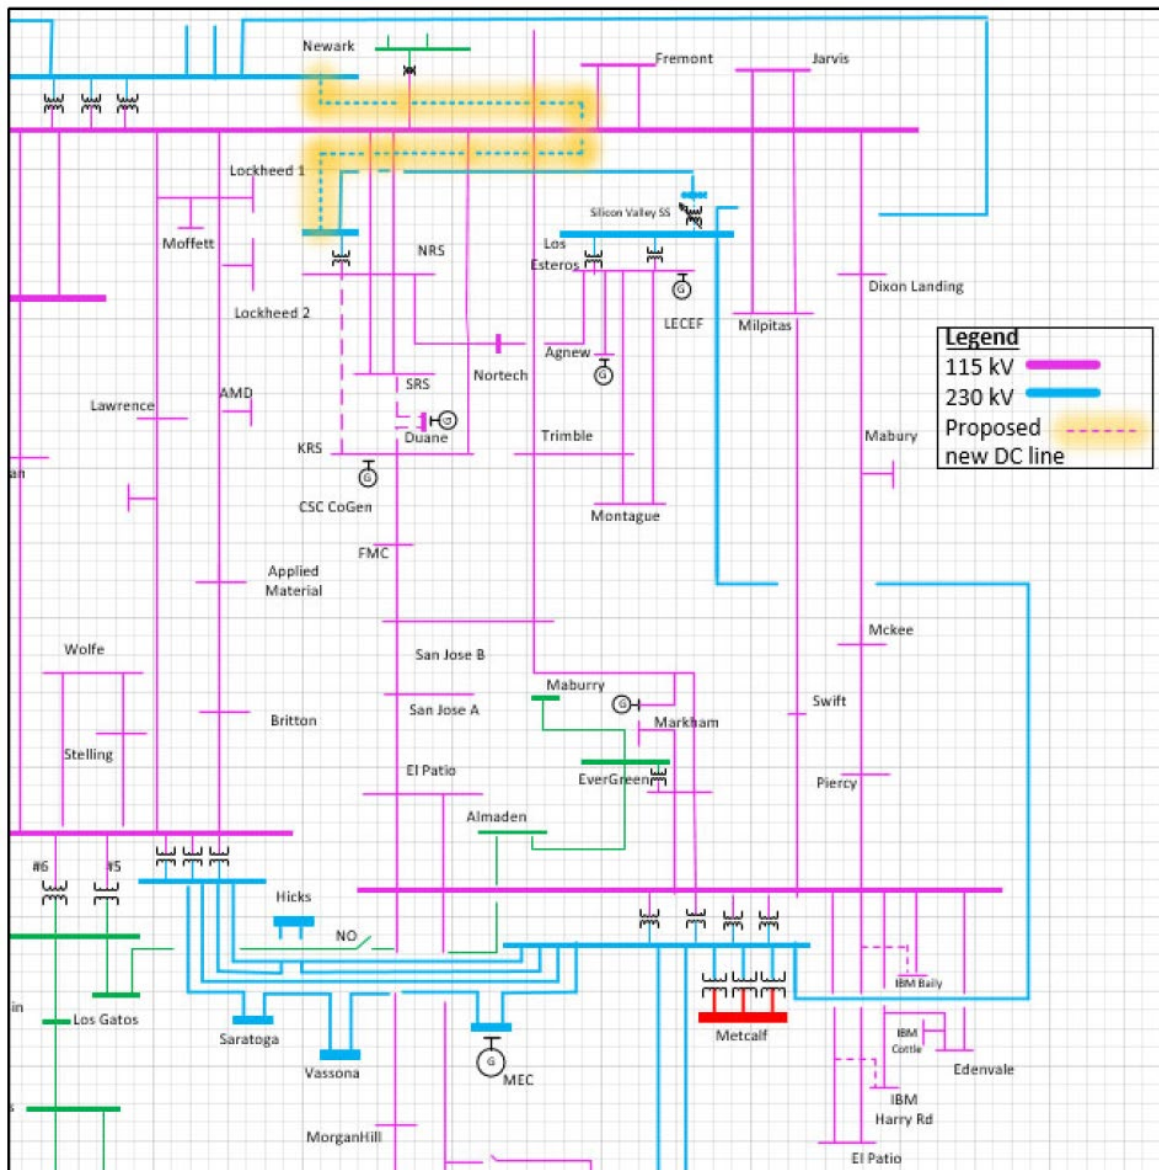 Newark
Fremont
Jarvis
Lockheed 1
Moffett
Silicon Valley SS
NRS
Los
Esteros
Dixon Landing
G
LECEF
Lockheed 2
Milpitas
Legend
115 kV
230 kV
Proposed
new DC line
Agnew
Nortech
G
SRS
AMD
Lawrence
G
Duane
Trimble
Mabury
KRS
an
G
CSC CoGen
Montague
FMC
Applied
Material
Mckee
Wolfe
San Jose B
Maburry
G
San Jose A
Swift
Britton
Markham
Stelling
El Patio
EverGreen
Piercy
Almaden
#6
#5
Hicks
NO
IBM Baily
in
Los Gatos
Saratoga
Metcalf
IBM
Cottle
Vassona
G
MEC
Edenvale
IBM
Harry Rd
s
MorganHill
El Patio